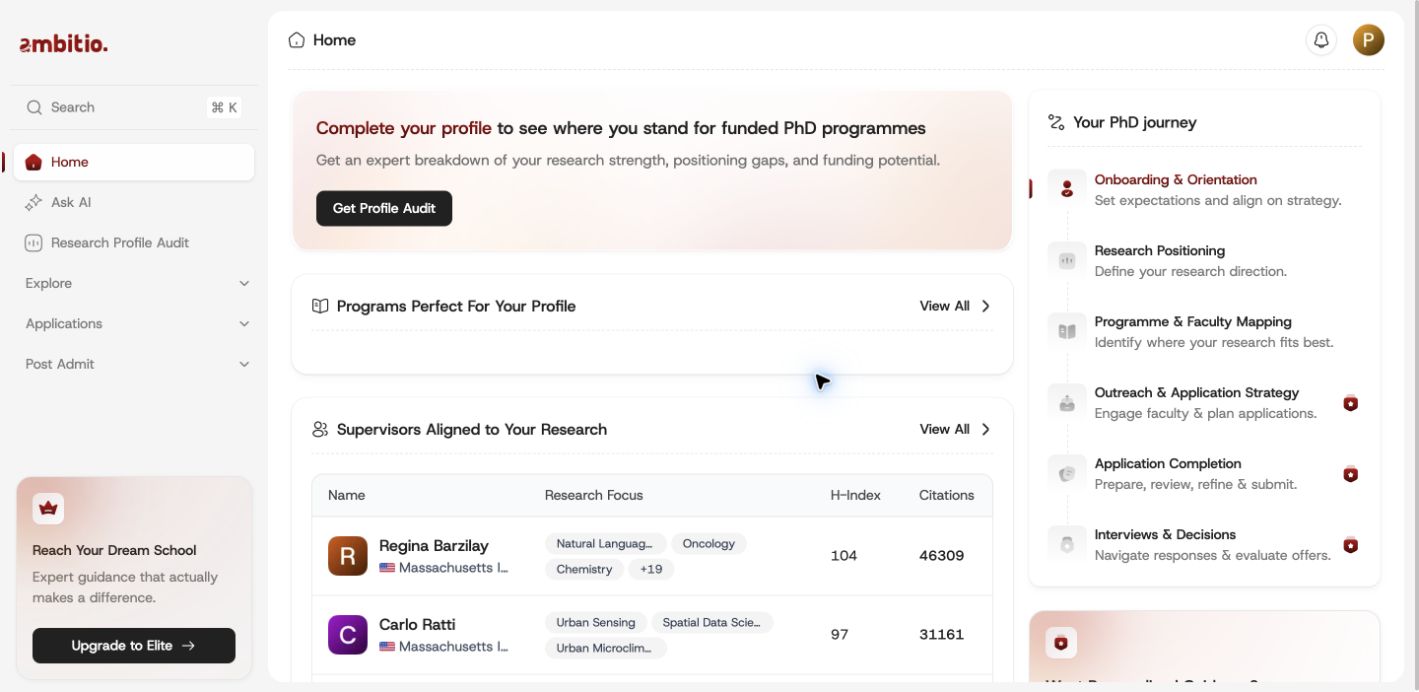 ambitio.
Search
⌘ K
Home
Ask AI
Research Profile Audit
Explore
Applications
Post Admit
Reach Your Dream School
Expert guidance that actually
makes a difference.
Upgrade to Elite →
Home
P
Complete your profile to see where you stand for funded PhD programmes
Get an expert breakdown of your research strength, positioning gaps, and funding potential.
Get Profile Audit
Programs Perfect For Your Profile
View All
Supervisors Aligned to Your Research
View All
Name Research Focus H-Index Citations
R
Regina Barzilay
Massachusetts I...
Natural Languag... Oncology
Chemistry +19
104
46309
C
Carlo Ratti
Massachusetts I...
Urban Sensing Spatial Data Scie...
Urban Microclim...
97
31161
Your PhD journey
Onboarding & Orientation
Set expectations and align on strategy.
Research Positioning
Define your research direction.
Programme & Faculty Mapping
Identify where your research fits best.
Outreach & Application Strategy
Engage faculty & plan applications.
Application Completion
Prepare, review, refine & submit.
Interviews & Decisions
Navigate responses & evaluate offers.